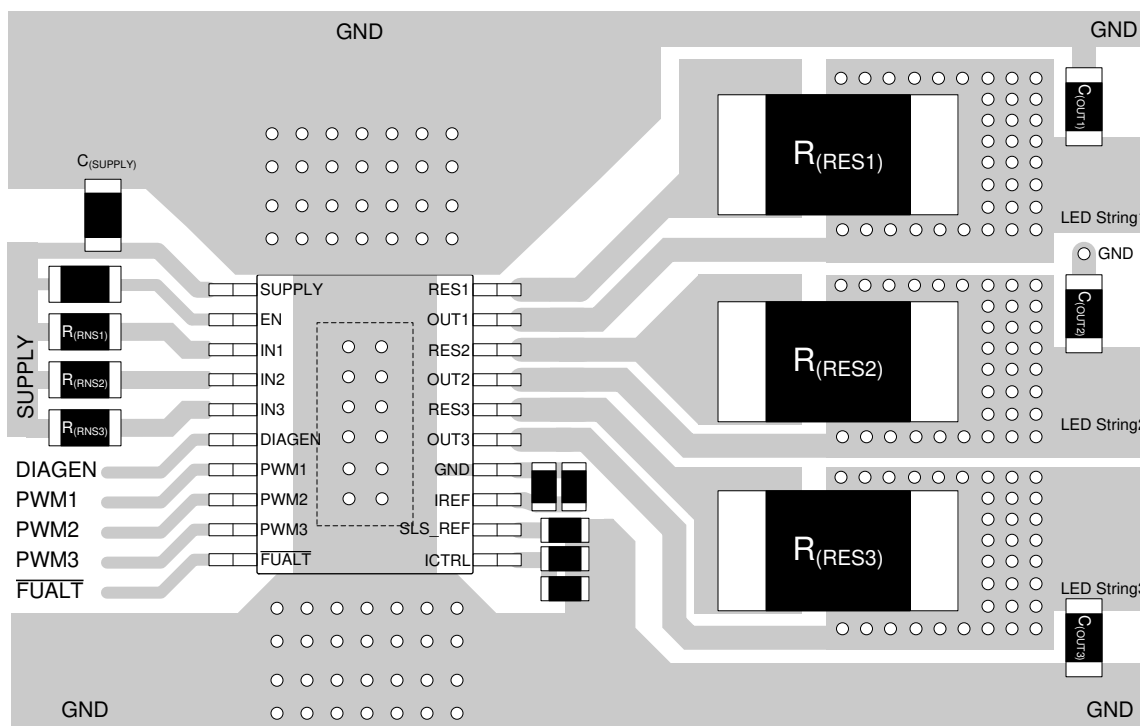 GND
GND
C(SUPPLY)
C(OUT1)
R(RES1)
LED String1
GND
SUPPLY
R(RNS1)
R(RNS2)
R(RNS3)
SUPPLY
EN
IN1
IN2
IN3
DIAGEN
PWM1
PWM2
PWM3
FUALT
RES1
OUT1
RES2
OUT2
RES3
OUT3
GND
IREF
SLS_REF
ICTRL
R(RES2)
C(OUT2)
LED String2
DIAGEN
PWM1
PWM2
PWM3
FUALT
R(RES3)
LED String3
C(OUT3)
GND
GND